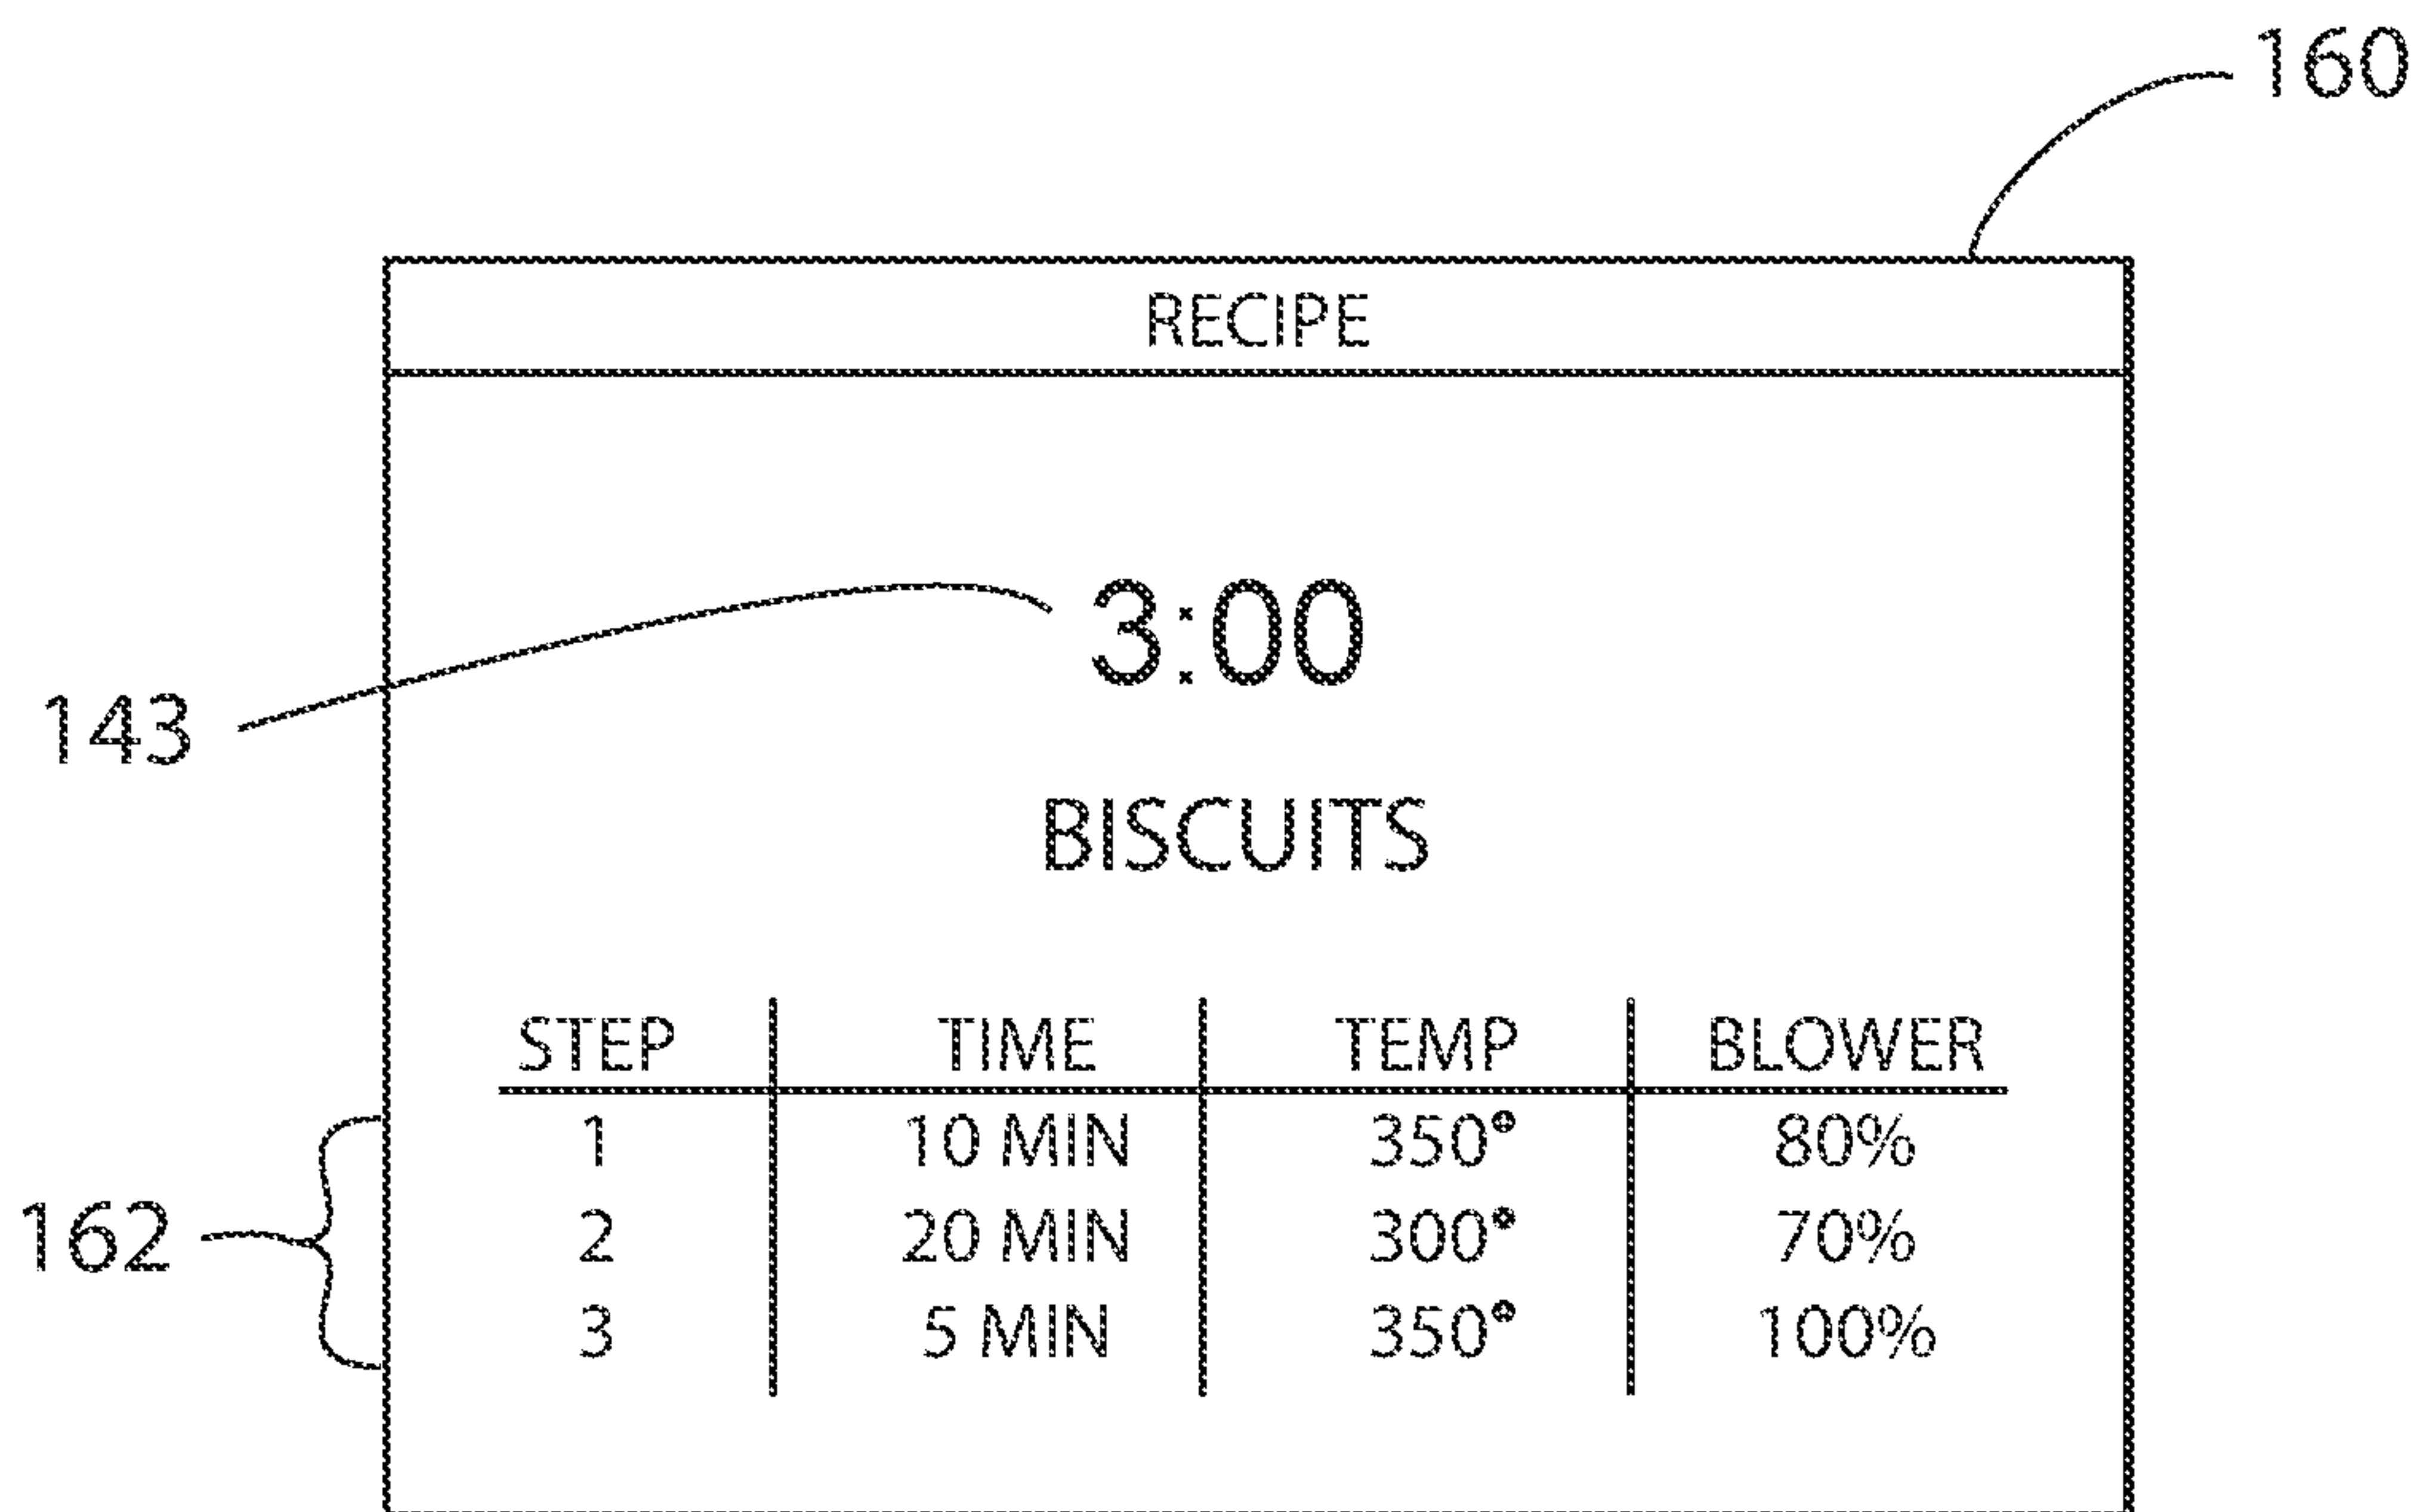 160
RECIPE
3:00
143
BISCUITS
STEP TIME TEMP BLOWER
1 10 MIN 350° 80%
162
2 20 MIN 300° 70%
3 5 MIN 350° 100%